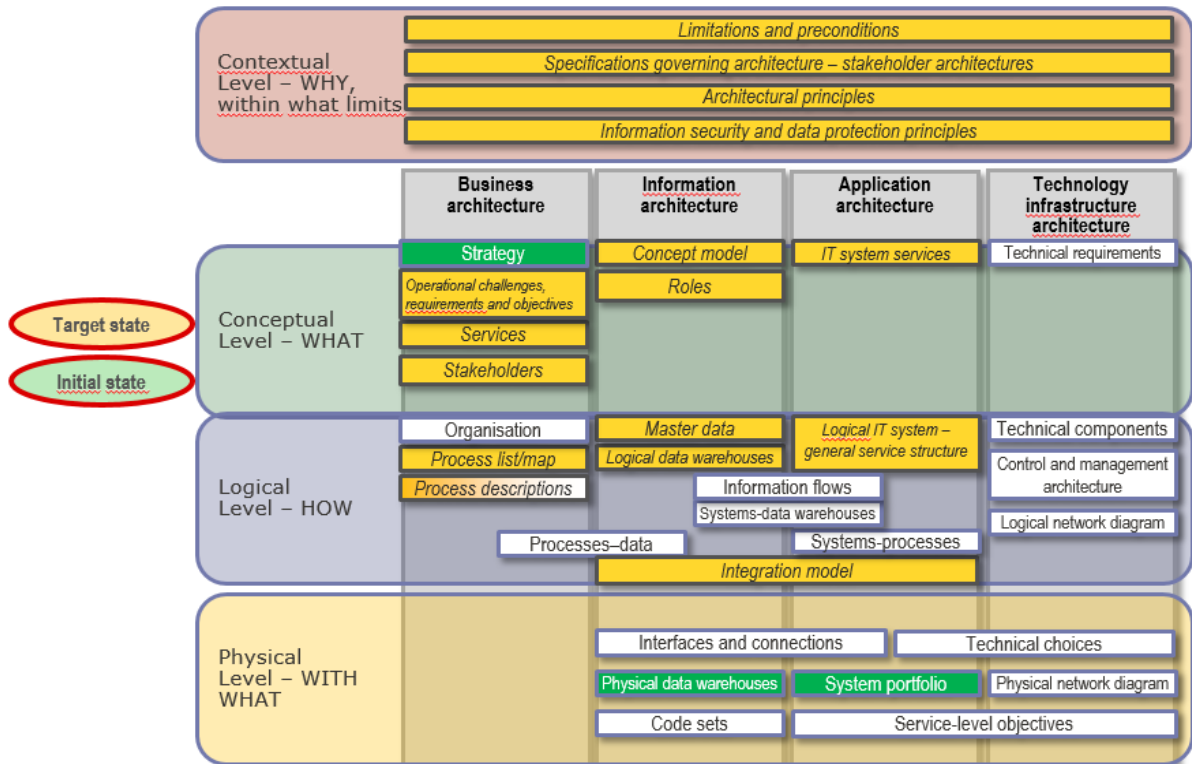 Limitations and preconditions
Contextual
Level – WHY,
within what limits
Specifications governing architecture – stakeholder architectures
Architectural principles
Information security and data protection principles
Business
architecture
Information
architecture
Application
architecture
Technology
infrastructure
architecture
Strategy
Concept model
IT system services
Technical requirements
Operational challenges,
requirements and objectives
Roles
Target state
Conceptual
Level – WHAT
Services
Initial state
Stakeholders
Organisation
Master data
Logical IT system –
general service structure
Technical components
Process list/map
Logical data warehouses
Control and management
architecture
Logical
Level – HOW
Process descriptions
Information flows
Systems-data warehouses
Logical network diagram
Processes–data
Systems-processes
Integration model
Physical
Level – WITH
WHAT
Interfaces and connections
Technical choices
Physical data warehouses
System portfolio
Physical network diagram
Code sets
Service-level objectives